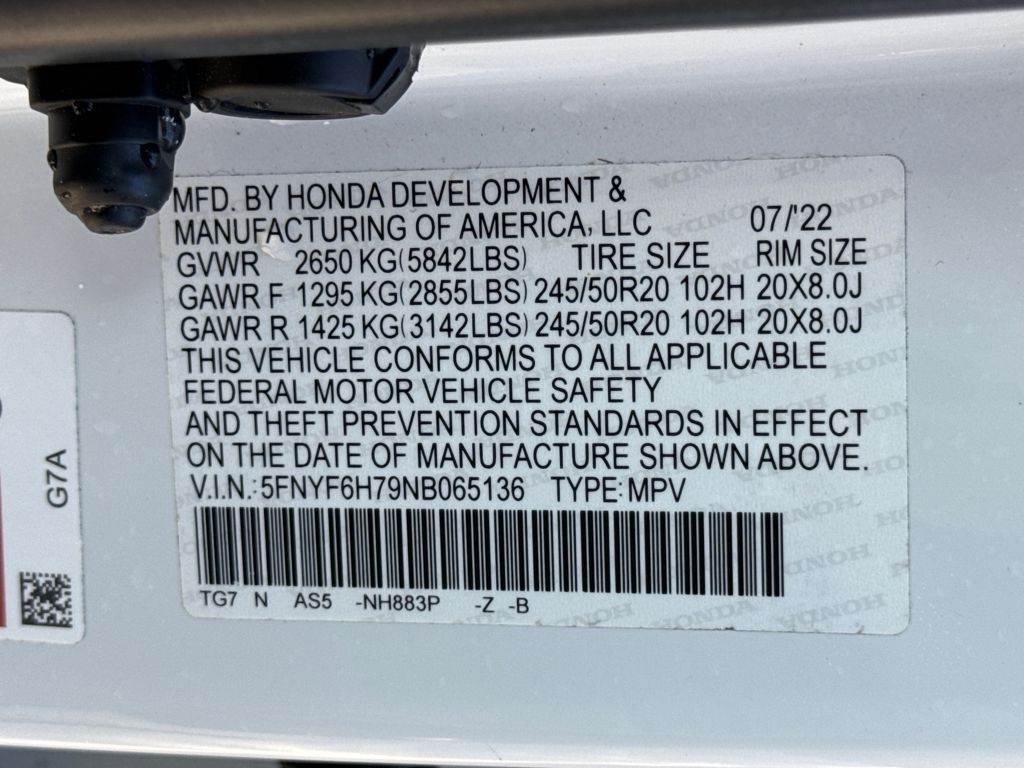 MFD. BY HONDA DEVELOPMENT &
MANUFACTURING OF AMERICA, LLC 07/'22
GVWR 2650 KG(5842LBS) TIRE SIZE RIM SIZE
GAWR F 1295 KG(2855LBS) 245/50R20 102H 20X8.0J
GAWR R 1425 KG(3142LBS) 245/50R20 102H 20X8.0J
THIS VEHICLE CONFORMS TO ALL APPLICABLE
FEDERAL MOTOR VEHICLE SAFETY
AND THEFT PREVENTION STANDARDS IN EFFECT
ON THE DATE OF MANUFACTURE SHOWN ABOVE.
V.I.N.: 5FNYF6H79NB065136 TYPE: MPV
TG7 N AS5 -NH883P -Z -B
G7A